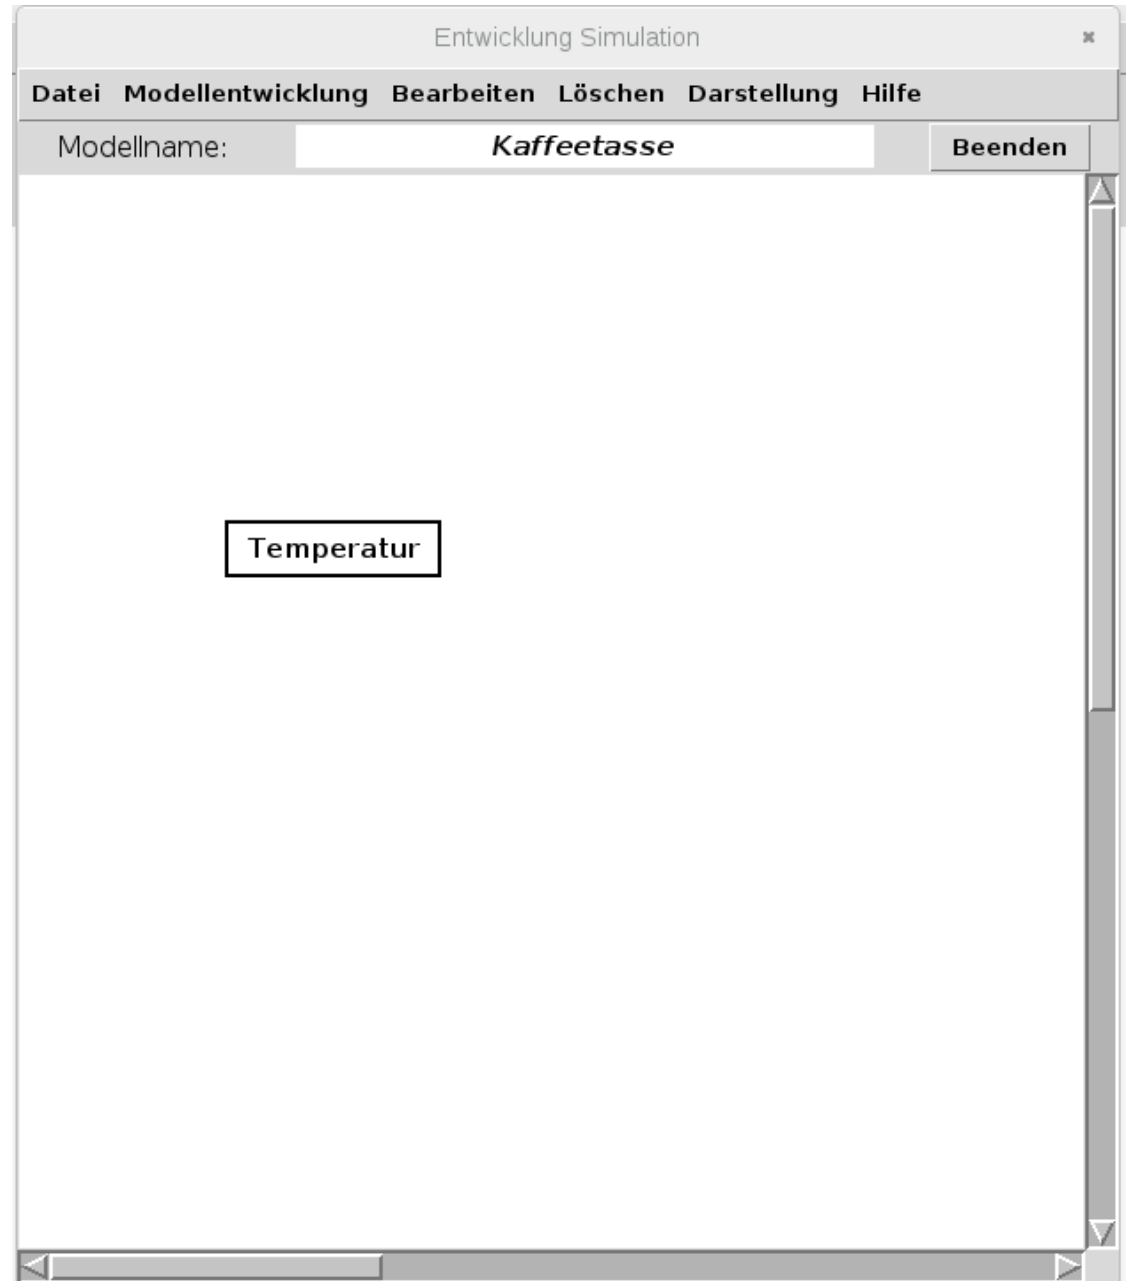 Entwicklung Simulation
Datei Modellentwicklung Bearbeiten Löschen Darstellung Hilfe
Modellname: Kaffeetasse Beenden
Temperatur